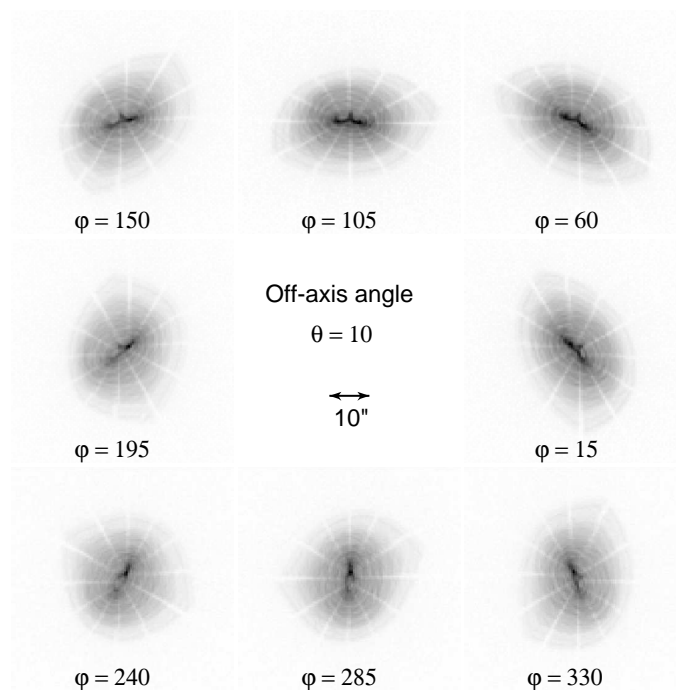 φ = 150
φ = 105
φ = 60
Off-axis angle
θ = 10
10"
φ = 195
φ = 15
φ = 240
φ = 285
φ = 330